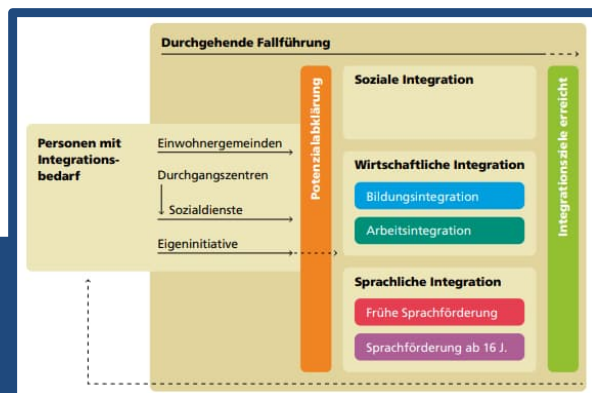 Durchgehende Fallführung
Personen mit
Integrations-
bedarf
Einwohnergemeinden
Durchgangszentren
Sozialdienste
Eigeninitiative
Potenzialabklärung
Soziale Integration
Wirtschaftliche Integration
Bildungsintegration
Arbeitsintegration
Sprachliche Integration
Frühe Sprachförderung
Sprachförderung ab 16 J.
Integrationsziele erreicht